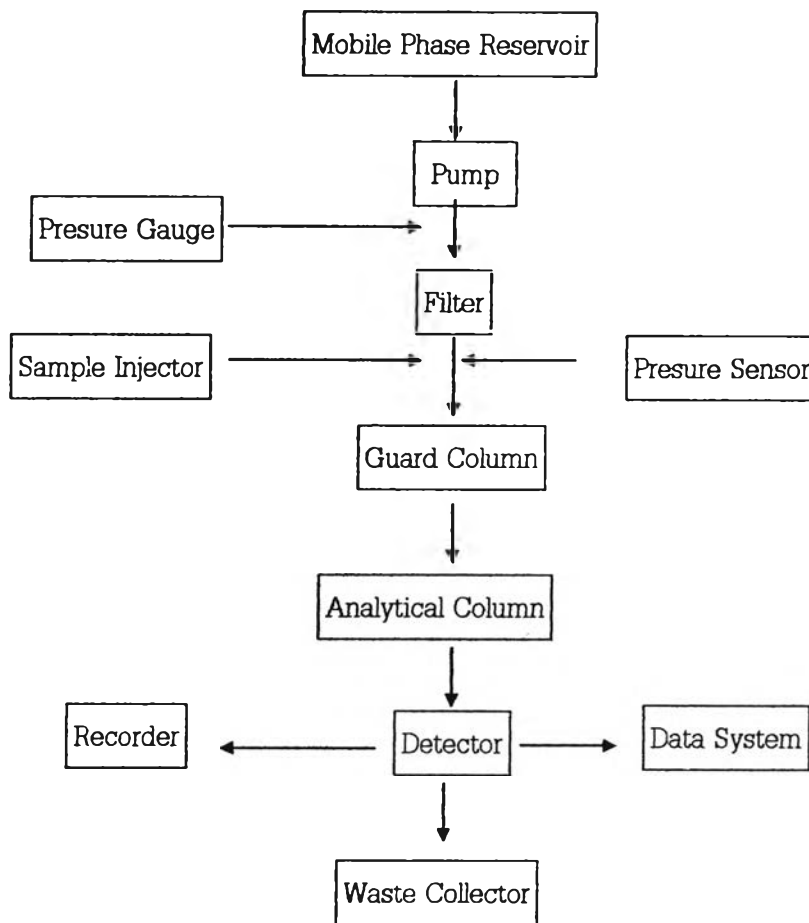 Mobile Phase Reservoir
Pump
Presure Gauge
Filter
Sample Injector
Presure Sensor
Guard Column
Analytical Column
Recorder
Detector
Data System
Waste Collector